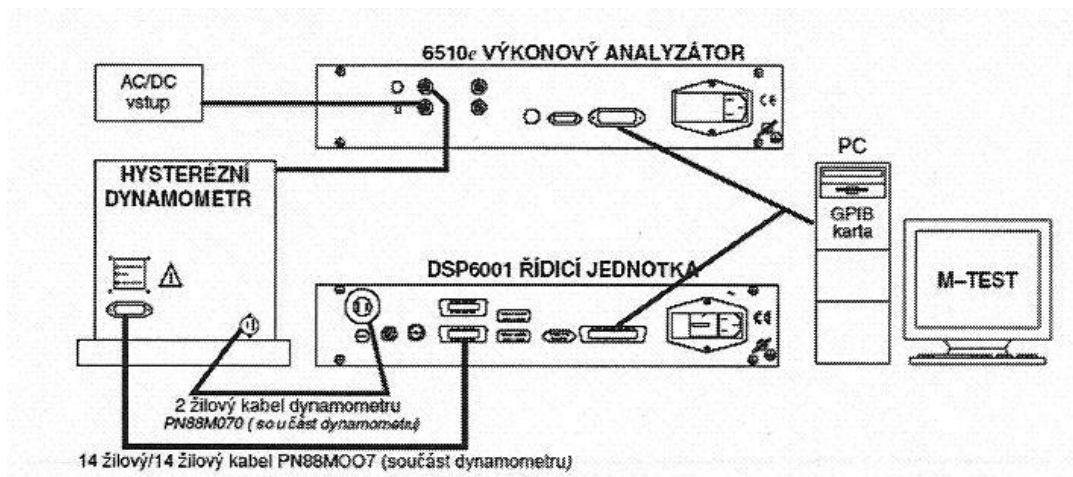 6510e VÝKONOVÝ ANALYZÁTOR
AC/DC
vstup
PC
HYSTERÉZNÍ
DYNAMOMETR
GPIB
karta
DSP6001 ŘÍDICÍ JEDNOTKA
M–TEST
2 žilový kabel dynamometru
PN88M070 ( součást dynamometru)
14 žilový/14 žilový kabel PN88MOO7 (součást dynamometru)